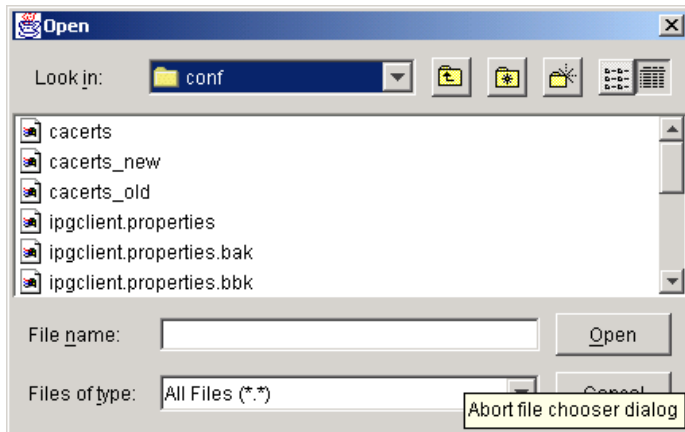 Open
Look in:
conf
cacerts
cacerts_new
cacerts_old
ipgclient.properties
ipgclient.properties.bak
ipgclient.properties.bbk
File name:
Open
Files of type:
All Files (*.*)
Cancel
Abort file chooser dialog